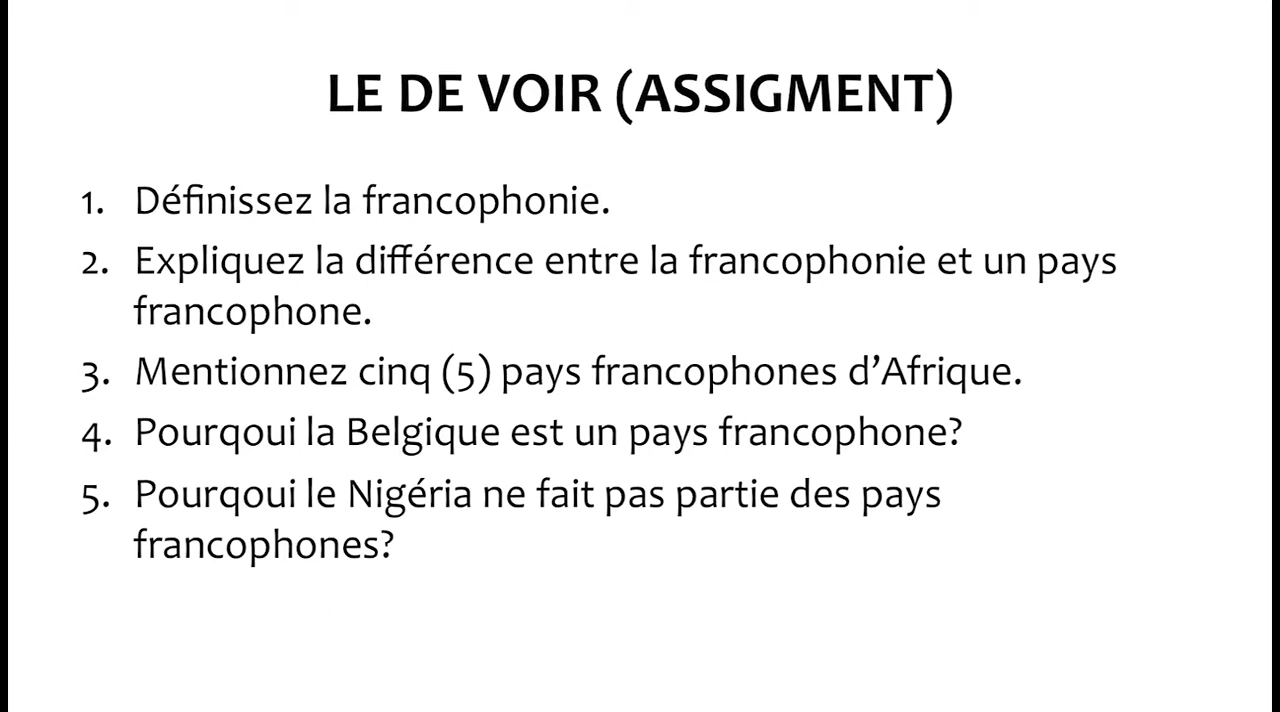 LE DE VOIR (ASSIGMENT)
1. Définissez la francophonie.
2. Expliquez la différence entre la francophonie et un pays
francophone.
3. Mentionnez cinq (5) pays francophones d’Afrique.
4. Pourqoui la Belgique est un pays francophone?
5. Pourqoui le Nigéria ne fait pas partie des pays
francophones?